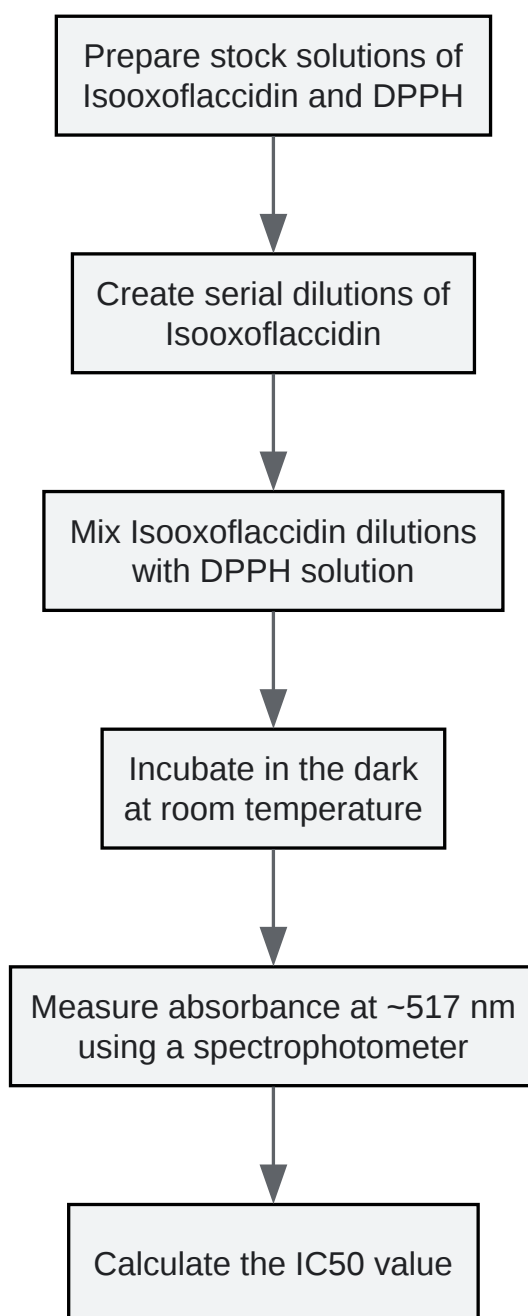 Prepare stock solutions of
Isooxoflaccidin and DPPH
Create serial dilutions of
Isooxoflaccidin
Mix Isooxoflaccidin dilutions
with DPPH solution
Incubate in the dark
at room temperature
Measure absorbance at ~517 nm
using a spectrophotometer
Calculate the IC50 value